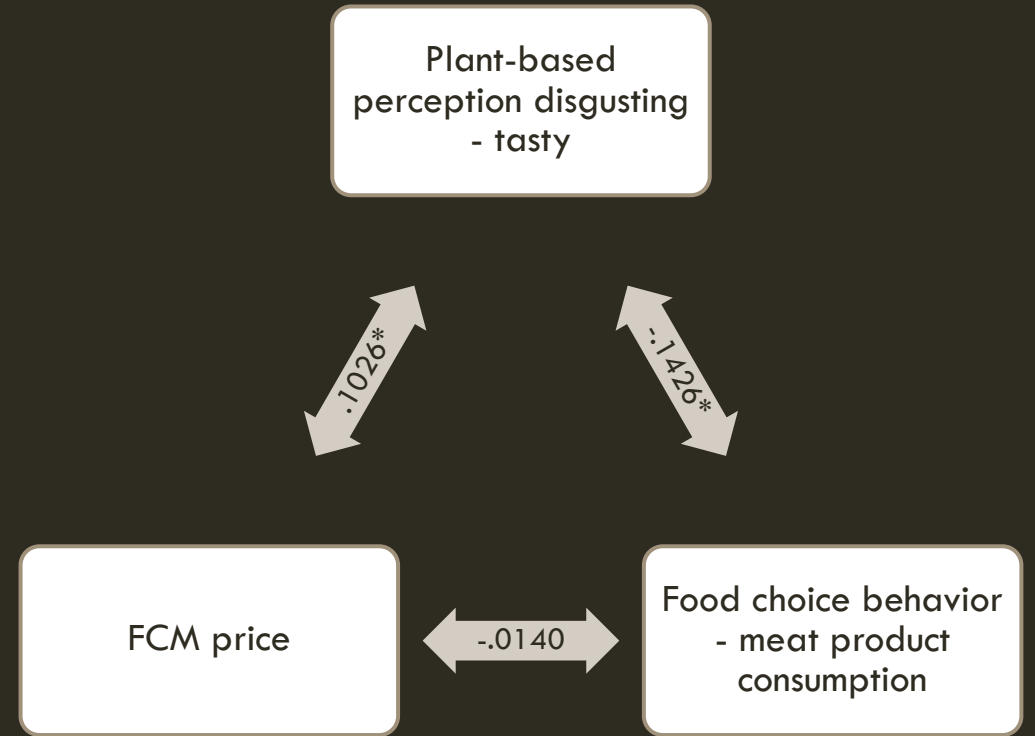 Plant-based
perception disgusting
- tasty
.1026*
-.1426*
FCM price
-.0140
Food choice behavior
- meat product
consumption